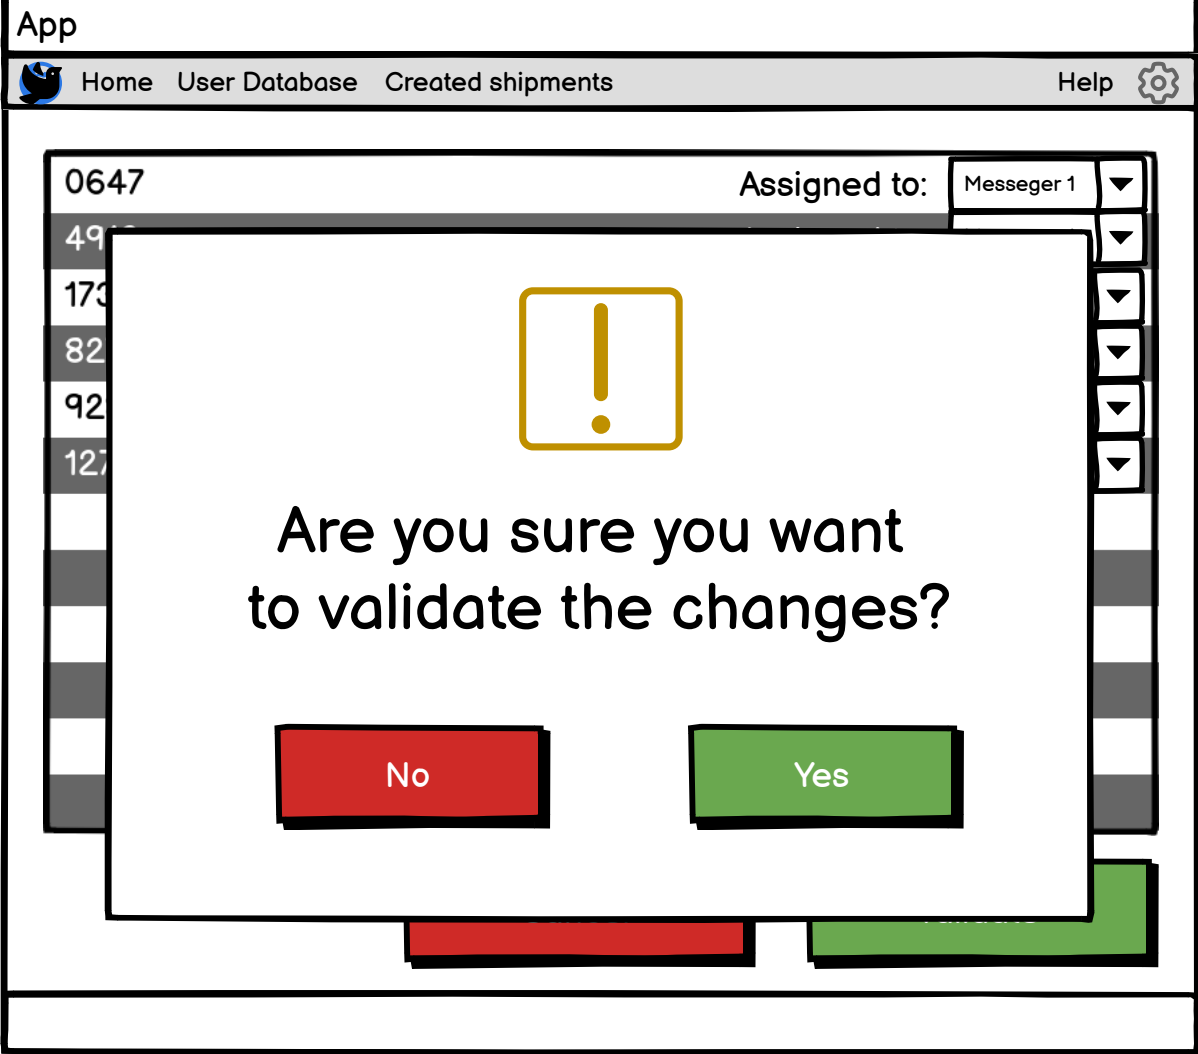 App
Home User Database Created shipments Help
0647 Assigned to: Messeger 1
Are you sure you want
to validate the changes?
No Yes